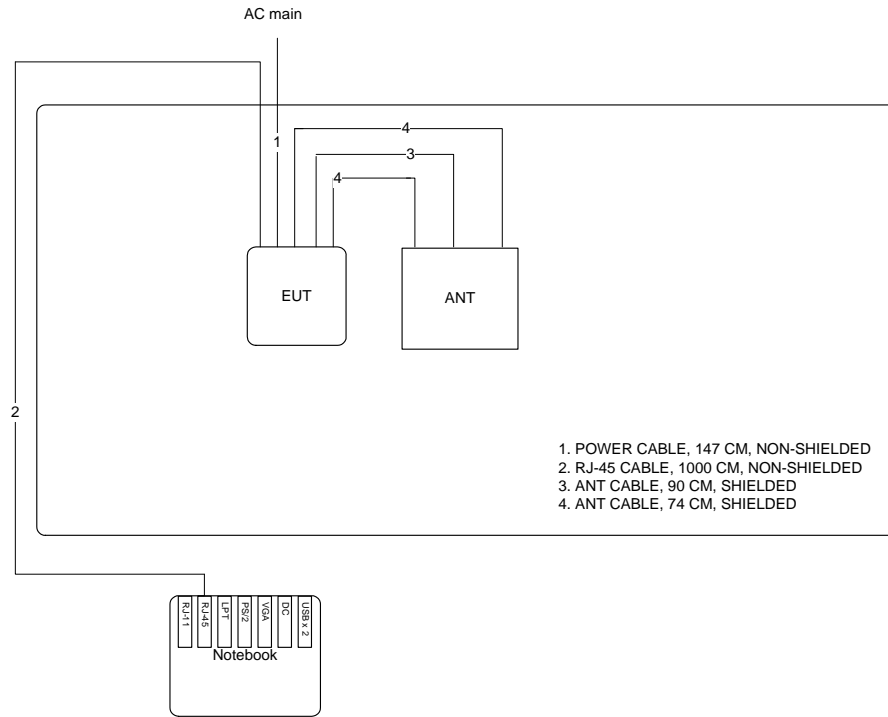 AC main
1
4
3
4
EUT
ANT
2
1. POWER CABLE, 147 CM, NON-SHIELDED
2. RJ-45 CABLE, 1000 CM, NON-SHIELDED
3. ANT CABLE, 90 CM, SHIELDED
4. ANT CABLE, 74 CM, SHIELDED
RJ-11
RJ-45
LPT
PS/2
VGA
DC
USB x 2
Notebook